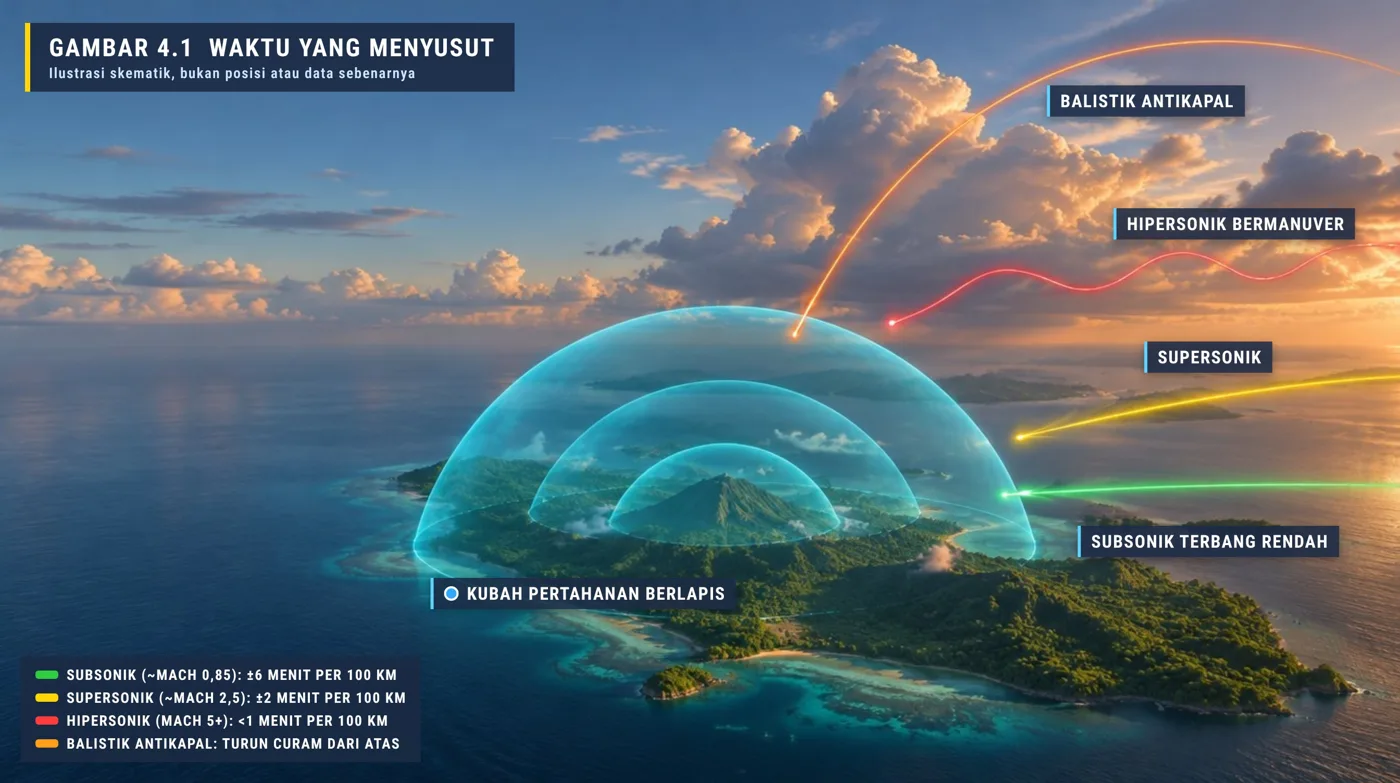 GAMBAR 4.1 WAKTU YANG MENYUSUT
Ilustrasi skematik, bukan posisi atau data sebenarnya
BALISTIK ANTIKAPAL
HIPERSONIK BERMANUVER
SUPERSONIK
SUBSONIK TERBANG RENDAH
KUBAH PERTAHANAN BERLAPIS
SUBSONIK (~MACH 0,85): ±6 MENIT PER 100 KM
SUPERSONIK (~MACH 2,5): ±2 MENIT PER 100 KM
HIPERSONIK (MACH 5+): <1 MENIT PER 100 KM
BALISTIK ANTIKAPAL: TURUN CURAM DARI ATAS